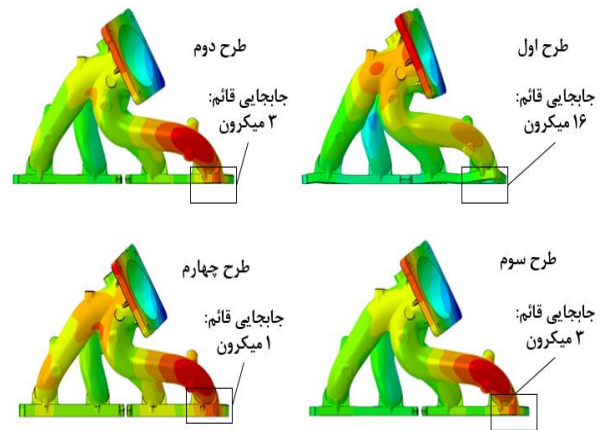 طرح اول
جابجایی قائم:
۱۶ میکرون
طرح دوم
جابجایی قائم:
۳ میکرون
طرح سوم
جابجایی قائم:
۳ میکرون
طرح چهارم
جابجایی قائم:
۱ میکرون